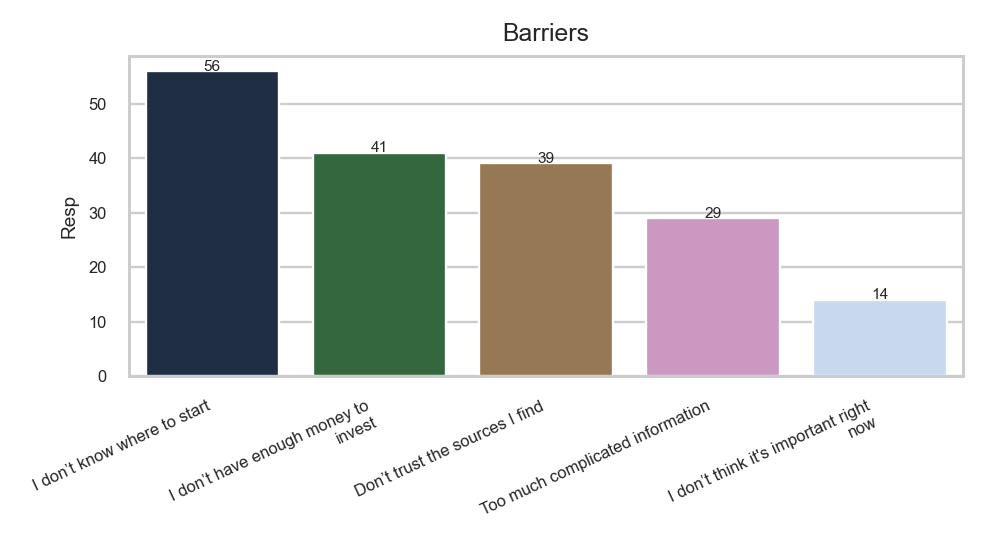 Barriers
Resp
50
40
30
20
10
0
56
41
39
29
14
I don’t know where to start
I don’t have enough money to
invest
Don’t trust the sources I find
Too much complicated information
I don’t think it's important right
now